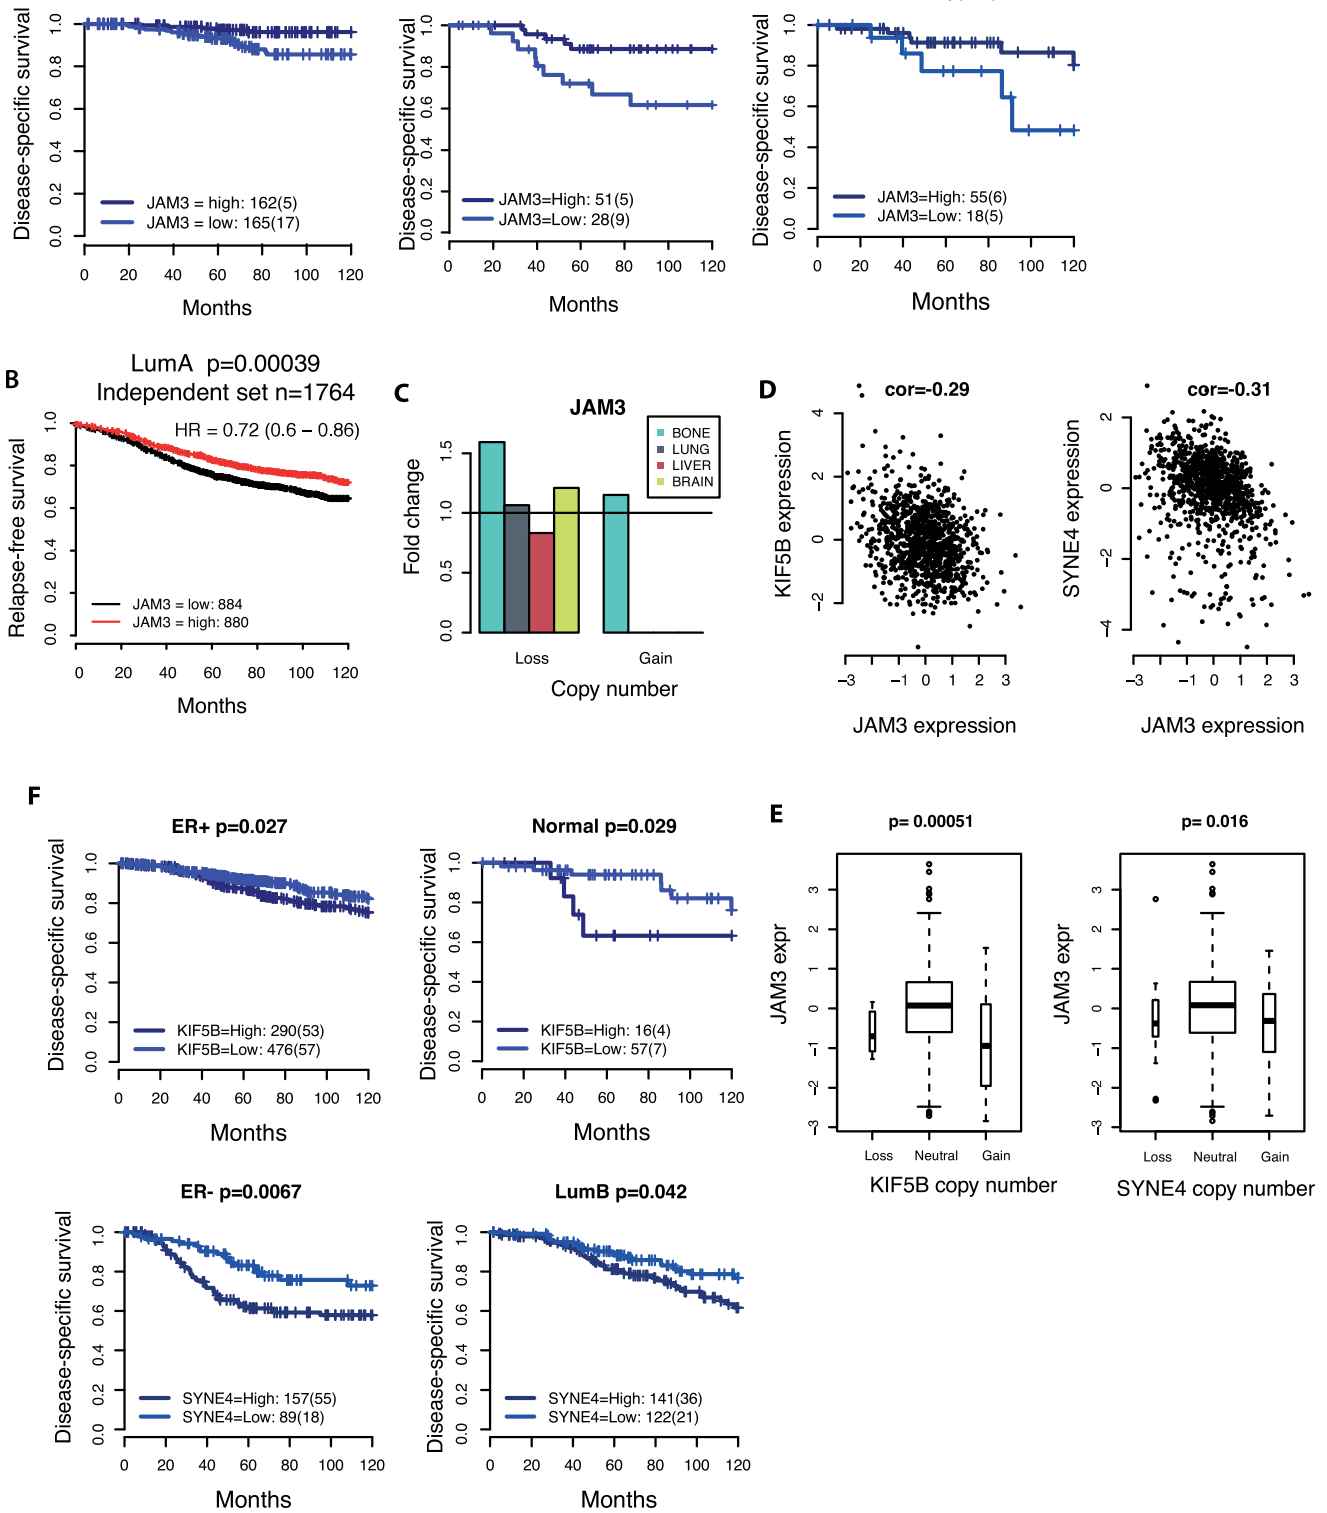 Disease-specific survival
0.0 0.2 0.4 0.6 0.8 1.0
JAM3 = high: 162(5)
JAM3 = low: 165(17)
0 20 40 60 80 100 120
Months
Disease-specific survival
0.0 0.2 0.4 0.6 0.8 1.0
JAM3=High: 51(5)
JAM3=Low: 28(9)
0 20 40 60 80 100 120
Months
Disease-specific survival
0.0 0.2 0.4 0.6 0.8 1.0
JAM3=High: 55(6)
JAM3=Low: 18(5)
0 20 40 60 80 100 120
Months
B
LumA p=0.00039
Independent set n=1764
HR = 0.72 (0.6 – 0.86)
Relapse-free survival
0.0 0.2 0.4 0.6 0.8 1.0
JAM3 = low: 884
JAM3 = high: 880
0 20 40 60 80 100 120
Months
C
JAM3
BONE
LUNG
LIVER
BRAIN
Fold change
0.0 0.5 1.0 1.5
Loss Gain
Copy number
D
cor=-0.29
KIF5B expression
−2 0 2 4
−3 −1 0 1 2 3
JAM3 expression
cor=-0.31
SYNE4 expression
−4 −2 0 2
−3 −1 0 1 2 3
JAM3 expression
F
ER+ p=0.027
Disease-specific survival
0.0 0.2 0.4 0.6 0.8 1.0
KIF5B=High: 290(53)
KIF5B=Low: 476(57)
0 20 40 60 80 100 120
Months
Normal p=0.029
Disease-specific survival
0.0 0.2 0.4 0.6 0.8 1.0
KIF5B=High: 16(4)
KIF5B=Low: 57(7)
0 20 40 60 80 100 120
Months
E
p= 0.00051
JAM3 expr
−3 −2 −1 0 1 2 3
Loss Neutral Gain
KIF5B copy number
p= 0.016
JAM3 expr
−3 −2 −1 0 1 2 3
Loss Neutral Gain
SYNE4 copy number
ER- p=0.0067
Disease-specific survival
0.0 0.2 0.4 0.6 0.8 1.0
SYNE4=High: 157(55)
SYNE4=Low: 89(18)
0 20 40 60 80 100 120
Months
LumB p=0.042
Disease-specific survival
0.0 0.2 0.4 0.6 0.8 1.0
SYNE4=High: 141(36)
SYNE4=Low: 122(21)
0 20 40 60 80 100 120
Months